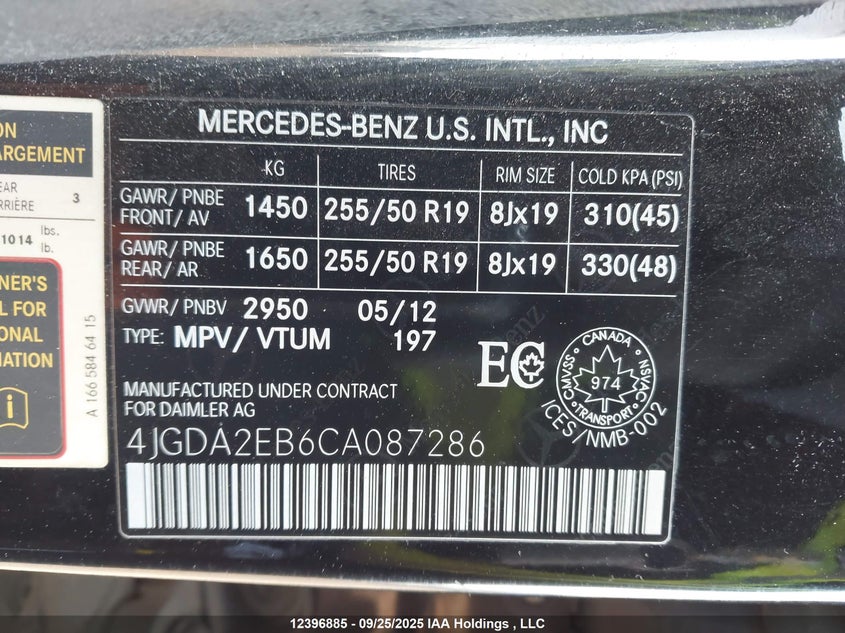 ON
ARGEMENT
EAR
RRIÈRE 3
1014 lbs.
lb.
NER'S
L FOR
IONAL
MATION
A 166 584 64 15
MERCEDES-BENZ U.S. INTL., INC
KG TIRES RIM SIZE COLD KPA (PSI)
GAWR/ PNBE
FRONT/ AV 1450 255/50 R19 8Jx19 310(45)
GAWR/ PNBE
REAR/ AR 1650 255/50 R19 8Jx19 330(48)
GVWR/ PNBV 2950 05/12
TYPE: MPV/ VTUM 197
EC
CANADA
CMVSS NSVAC
974
TRANSPORT
ICES/NMB-002
MANUFACTURED UNDER CONTRACT
FOR DAIMLER AG
4JGDA2EB6CA087286
12396885 - 09/25/2025 IAA Holdings , LLC